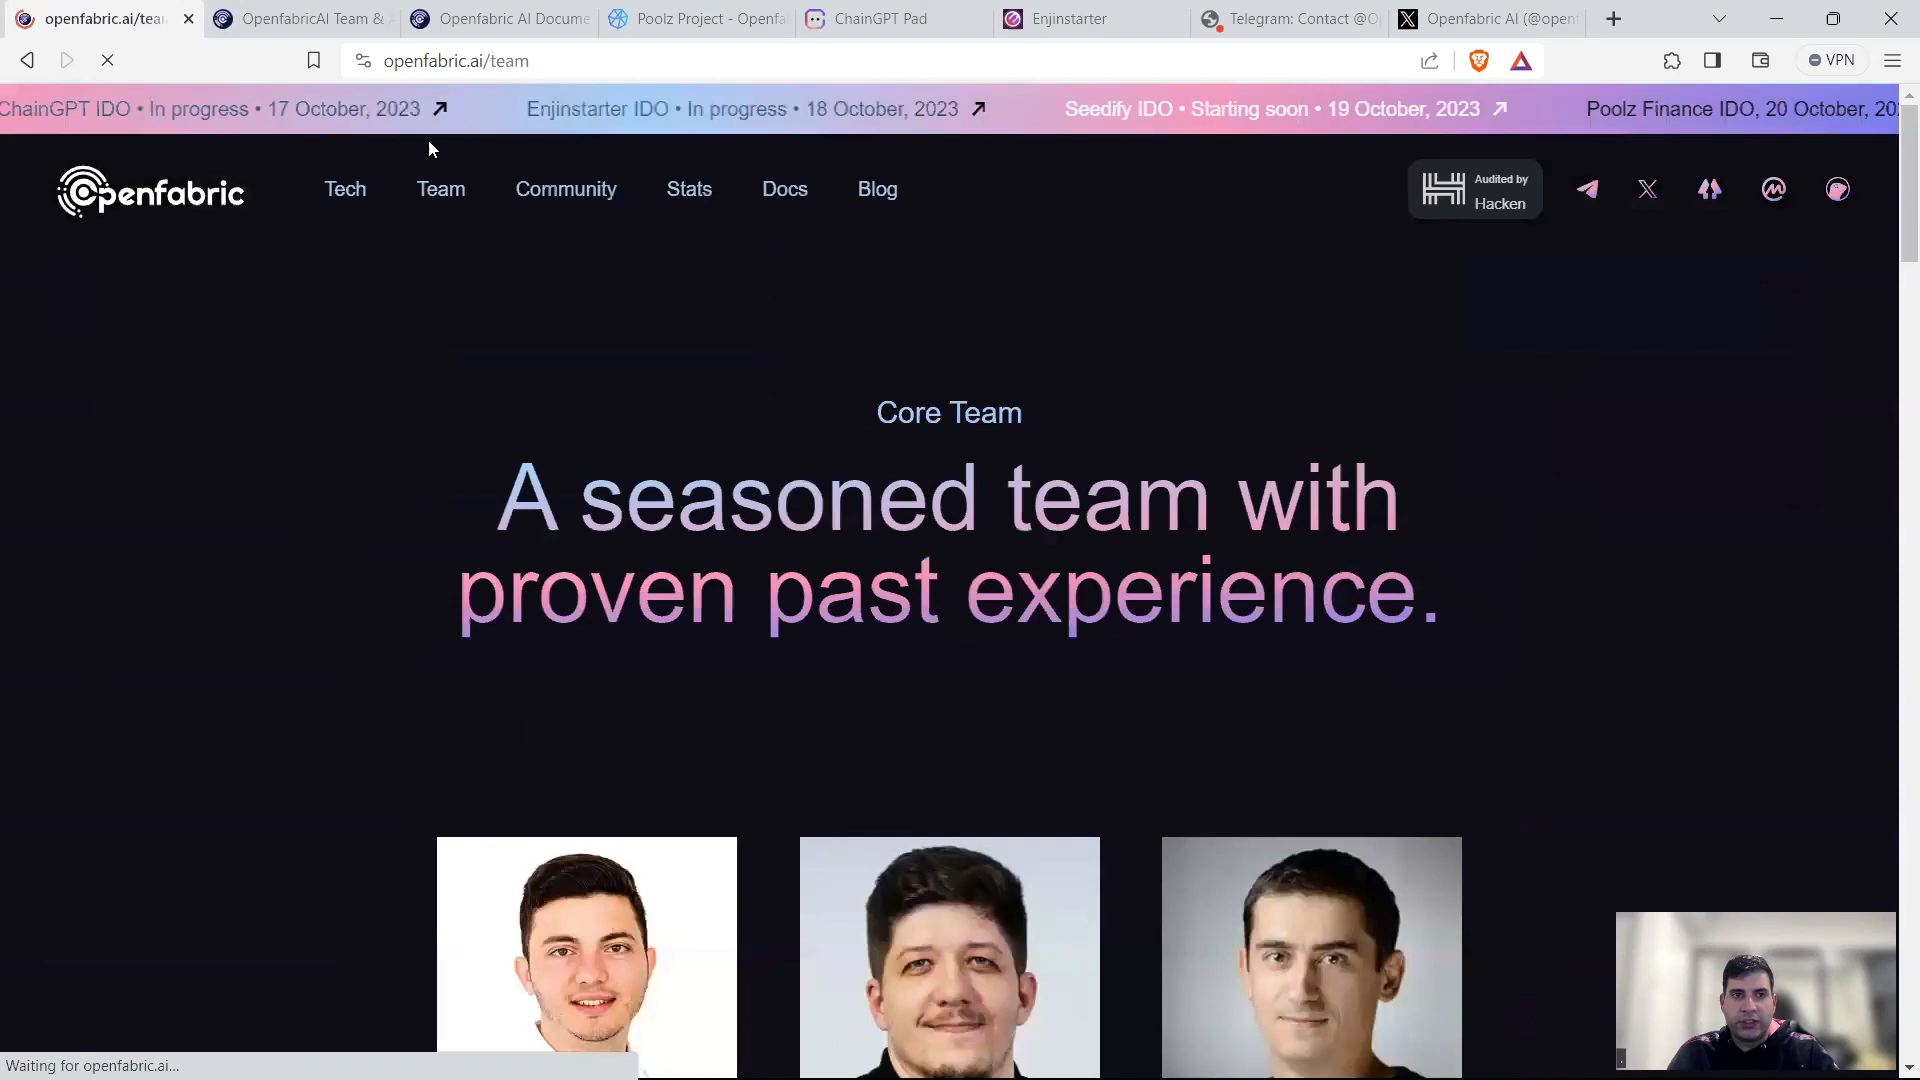 openfabric.ai/tea
OpenfabricAI Team &
Openfabric AI Docume
Poolz Project - Openfa
ChainGPT Pad
Enjinstarter
Telegram: Contact @O
Openfabric AI (@open
openfabric.ai/team
VPN
ChainGPT IDO • In progress • 17 October, 2023
Enjinstarter IDO • In progress • 18 October, 2023
Seedify IDO • Starting soon • 19 October, 2023
Poolz Finance IDO, 20 October, 20
Openfabric
Tech
Team
Community
Stats
Docs
Blog
Audited by
Hacken
Core Team
A seasoned team with
proven past experience.
Waiting for openfabric.ai...